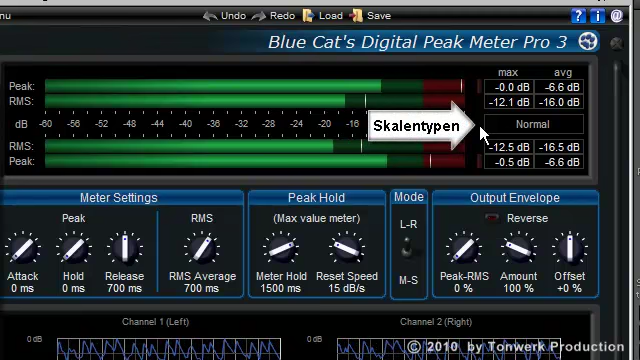 nu Undo Redo Load Save
Blue Cat's Digital Peak Meter Pro 3
max avg
Peak: -0.0 dB -6.6 dB
RMS: -12.1 dB -16.0 dB
dB -60 -56 -52 -48 -44 -40 -36 -32 -28 -24 -20 -16 Skalentypen Normal
RMS: -12.5 dB -16.5 dB
Peak: -0.5 dB -6.6 dB
Meter Settings Peak Hold Mode Output Envelope
Peak RMS (Max value meter) L-R Reverse
Attack Hold Release RMS Average Meter Hold Reset Speed M-S Peak-RMS Amount Offset
0 ms 0 ms 700 ms 700 ms 1500 ms 15 dB/s 0 % 100 % +0 %
Channel 1 (Left) Channel 2 (Right)
0 dB 0 dB
© 2010 by Tonwerk Production